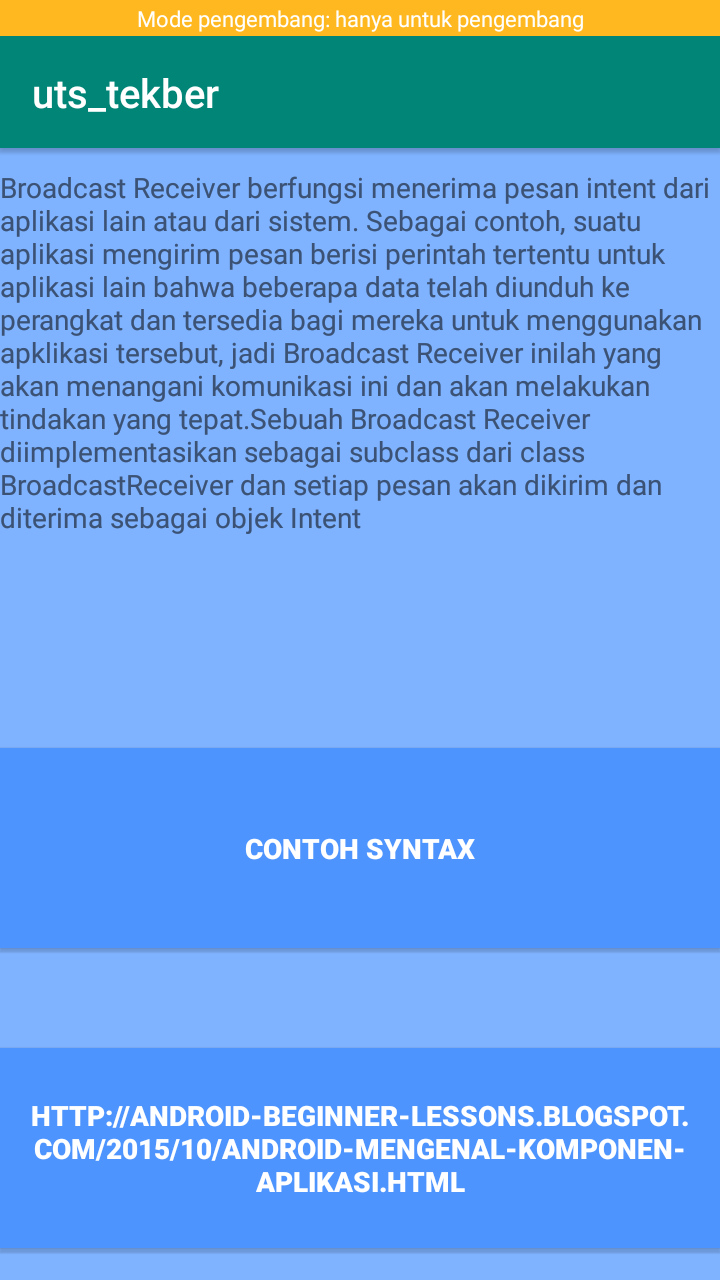 Mode pengembang: hanya untuk pengembang
uts_tekber
Broadcast Receiver berfungsi menerima pesan intent dari
aplikasi lain atau dari sistem. Sebagai contoh, suatu
aplikasi mengirim pesan berisi perintah tertentu untuk
aplikasi lain bahwa beberapa data telah diunduh ke
perangkat dan tersedia bagi mereka untuk menggunakan
apklikasi tersebut, jadi Broadcast Receiver inilah yang
akan menangani komunikasi ini dan akan melakukan
tindakan yang tepat.Sebuah Broadcast Receiver
diimplementasikan sebagai subclass dari class
BroadcastReceiver dan setiap pesan akan dikirim dan
diterima sebagai objek Intent
CONTOH SYNTAX
HTTP://ANDROID-BEGINNER-LESSONS.BLOGSPOT.
COM/2015/10/ANDROID-MENGENAL-KOMPONEN-
APLIKASI.HTML